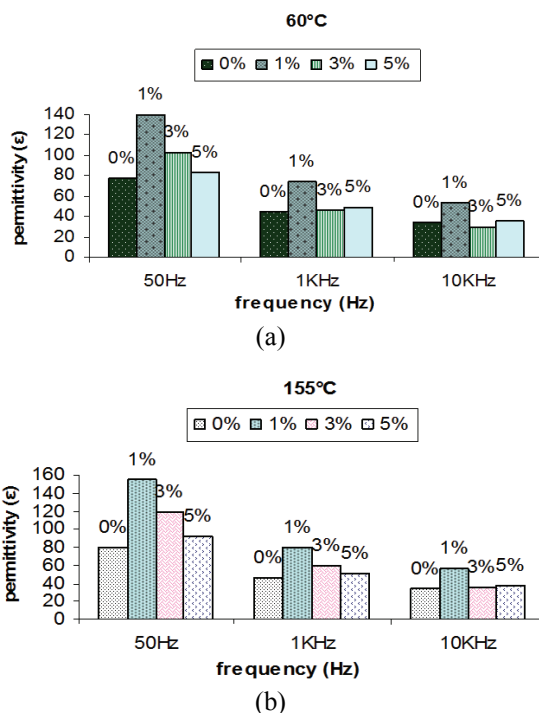 60°C
0% 1% 3% 5%
140
120
100
80
60
40
20
0
permittivity (ε)
0% 1% 3% 5%
0% 1% 3% 5%
0% 1% 3% 5%
50Hz 1KHz 10KHz
frequency (Hz)
(a)
155°C
0% 1% 3% 5%
160
140
120
100
80
60
40
20
0
permittivity (ε)
0% 1% 3% 5%
0% 1% 3% 5%
0% 1% 3% 5%
50Hz 1KHz 10KHz
frequency (Hz)
(b)